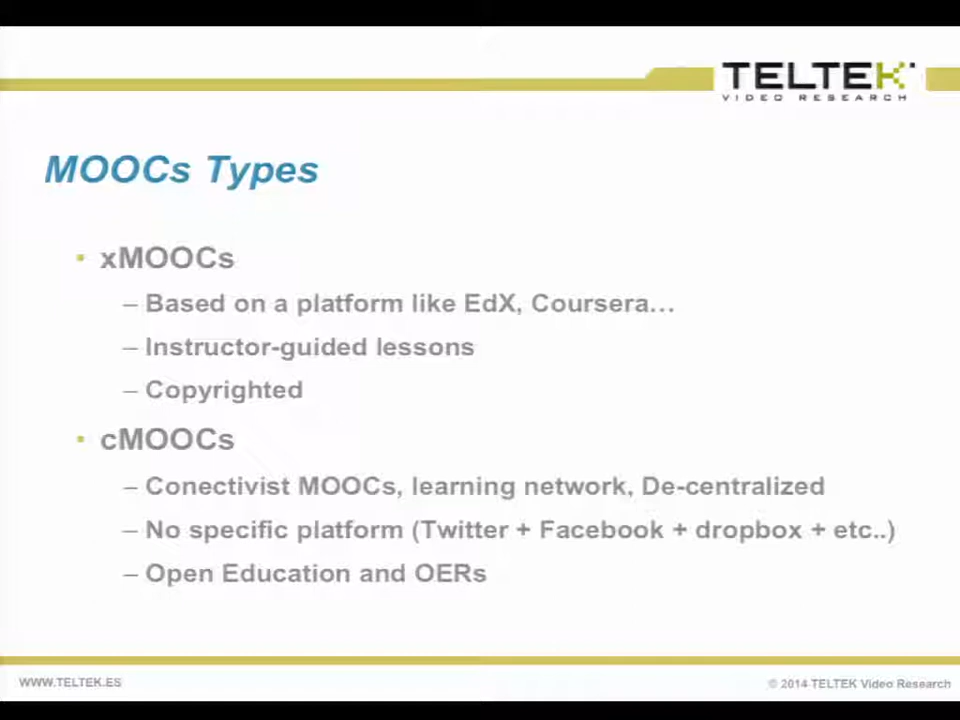 TELTEK
VIDEO RESEARCH
MOOCs Types
• xMOOCs
– Based on a platform like EdX, Coursera...
– Instructor-guided lessons
– Copyrighted
• cMOOCs
– Conectivist MOOCs, learning network, De-centralized
– No specific platform (Twitter + Facebook + dropbox + etc..)
– Open Education and OERs
WWW.TELTEK.ES
© 2014 TELTEK Video Research